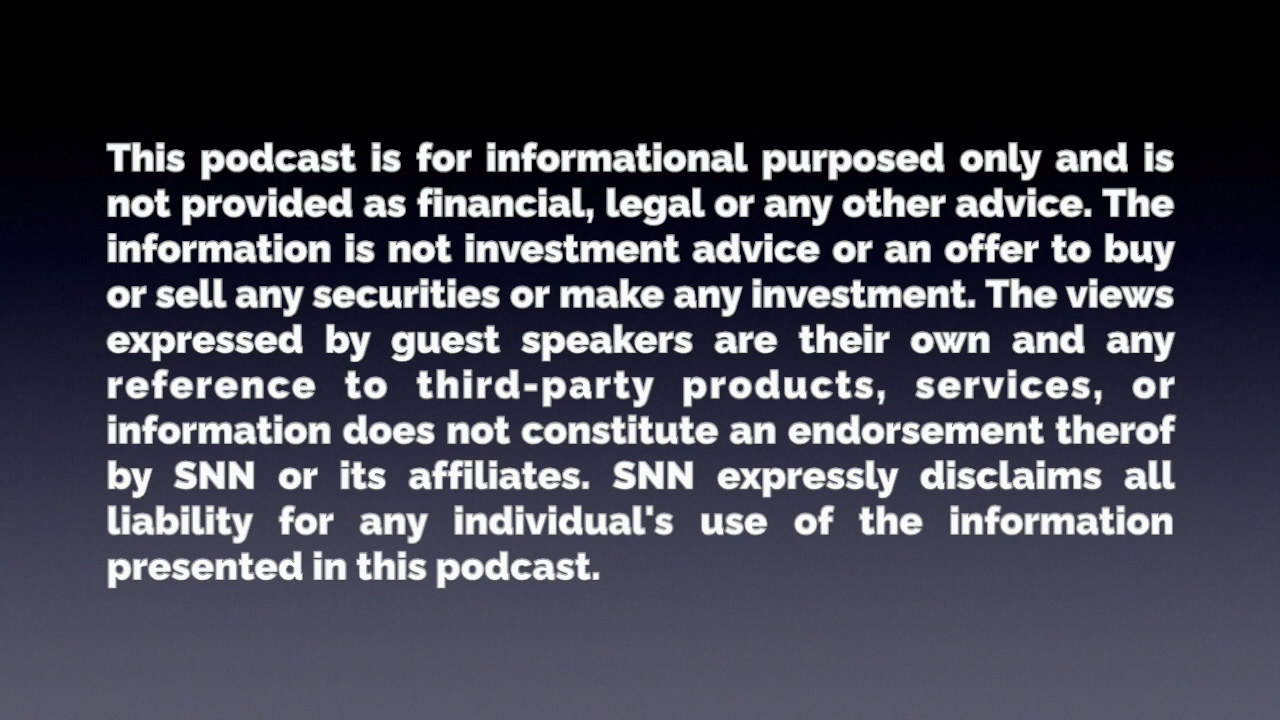 This podcast is for informational purposed only and is
not provided as financial, legal or any other advice. The
information is not investment advice or an offer to buy
or sell any securities or make any investment. The views
expressed by guest speakers are their own and any
reference to third-party products, services, or
information does not constitute an endorsement therof
by SNN or its affiliates. SNN expressly disclaims all
liability for any individual's use of the information
presented in this podcast.